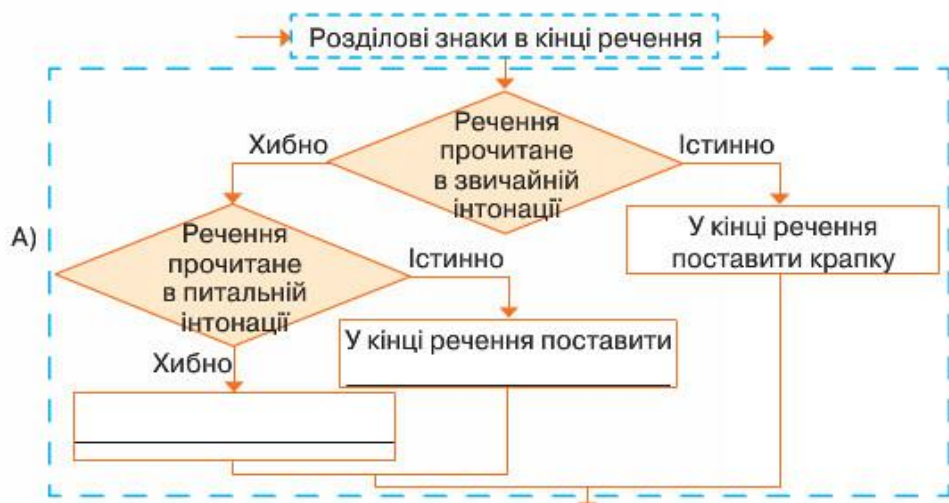 Розділові знаки в кінці речення
Речення
прочитане
в звичайній
інтонації
Хибно
Істинно
А)
Речення
прочитане
в питальній
інтонації
У кінці речення
поставити крапку
Істинно
У кінці речення поставити
Хибно